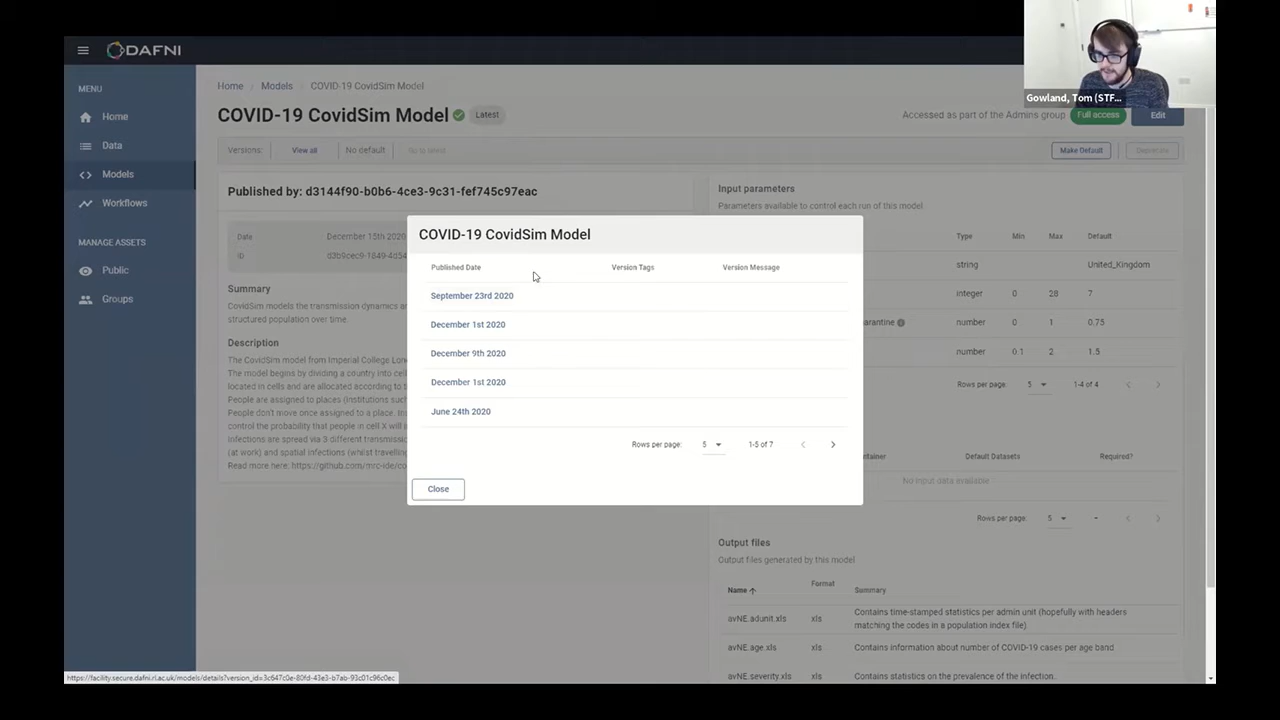 DAFNI
Gowland, Tom (STF...
MENU
Home
Data
Models
Workflows
MANAGE ASSETS
Public
Groups
Home Models COVID-19 CovidSim Model
COVID-19 CovidSim Model Latest
Accessed as part of the Admins group Full access Edit
Versions: View all No default Go to latest Make Default
Published by: d3144f90-b0b6-4ce3-9c31-fef745c97eac
Date December 15th 2020
ID d3b9cec9-1849-4d54
Summary
CovidSim models the transmission dynamics a
structured population over time.
Description
The CovidSim model from Imperial College Lon
The model begins by dividing a country into cel
located in cells and are allocated according to t
People are assigned to places (institutions suc
People don't move once assigned to a place. In
control the probability that people in cell X will i
Infections are spread via 3 different transmissi
(at work) and spatial infections (whilst travellin
Read more here: https://github.com/mrc-ide/co
COVID-19 CovidSim Model
Published Date Version Tags Version Message
September 23rd 2020
December 1st 2020
December 9th 2020
December 1st 2020
June 24th 2020
Rows per page: 5 1-5 of 7
Close
Input parameters
Parameters available to control each run of this model
Type Min Max Default
string United_Kingdom
integer 0 28 7
arantine number 0 1 0.75
number 0.1 2 1.5
Rows per page: 5 1-4 of 4
tainer Default Datasets Required?
No input data available
Rows per page: 5 -
Output files
Output files generated by this model
Name Format Summary
avNE.adunit.xls xls Contains time-stamped statistics per admin unit (hopefully with headers
matching the codes in a population index file)
avNE.age.xls xls Contains information about number of COVID-19 cases per age band.
avNE.severity.xls xls Contains statistics on the prevalence of the infection.
https://facility.secure.dafni.rl.ac.uk/models/details?version_id=3c647c0e-80fd-43e3-b7ab-93c01c96c0ec